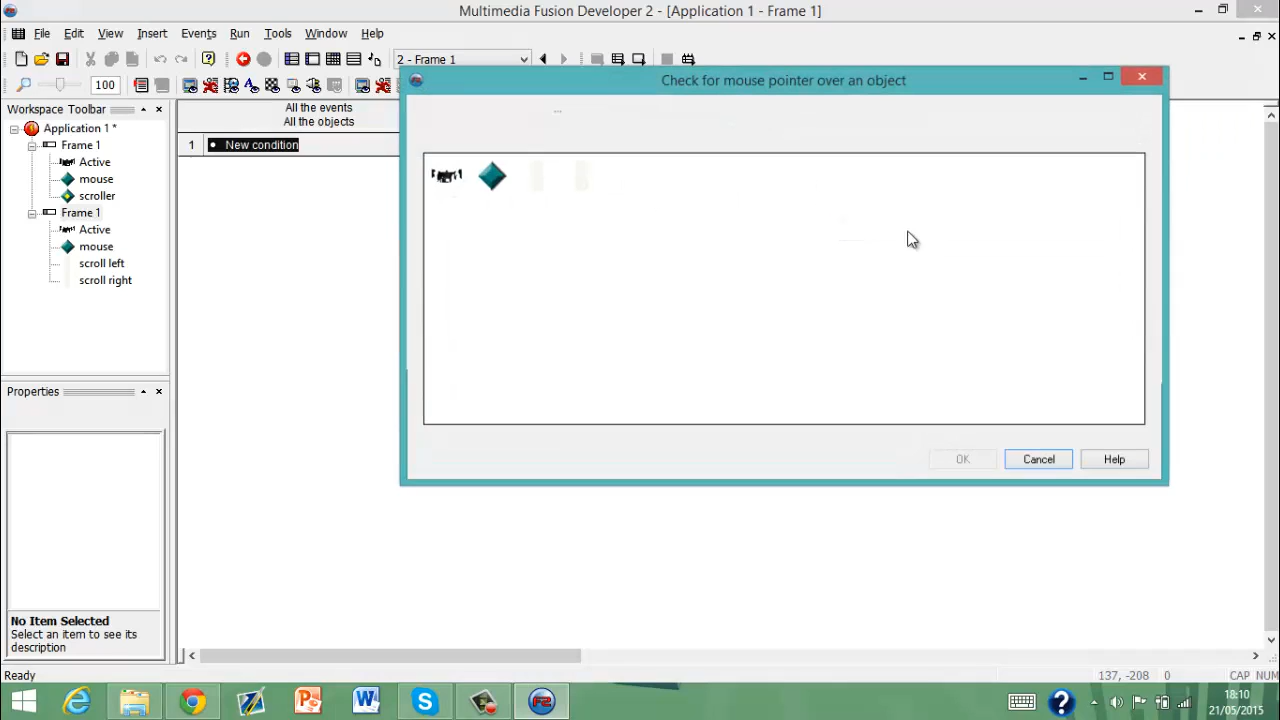 Multimedia Fusion Developer 2 - [Application 1 - Frame 1]
File Edit View Insert Events Run Tools Window Help
2 - Frame 1
100
Workspace Toolbar
Application 1 *
Frame 1
Active
mouse
scroller
Frame 1
Active
mouse
scroll left
scroll right
All the events
All the objects
1 • New condition
Check for mouse pointer over an object
...
OK Cancel Help
Properties
No Item Selected
Select an item to see its
description
Ready
137, -208 0 CAP NUM
18:10
21/05/2015